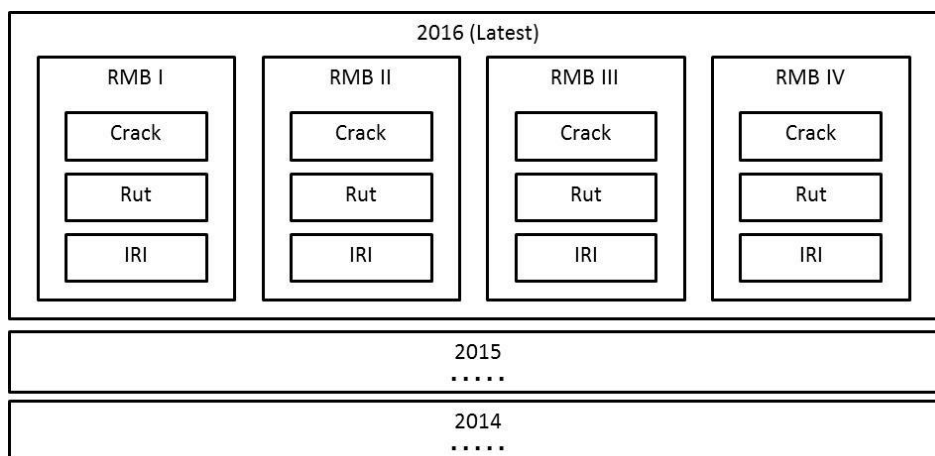 2016 (Latest)
RMB I
Crack
Rut
IRI
RMB II
Crack
Rut
IRI
RMB III
Crack
Rut
IRI
RMB IV
Crack
Rut
IRI
2015
.....
2014
.....